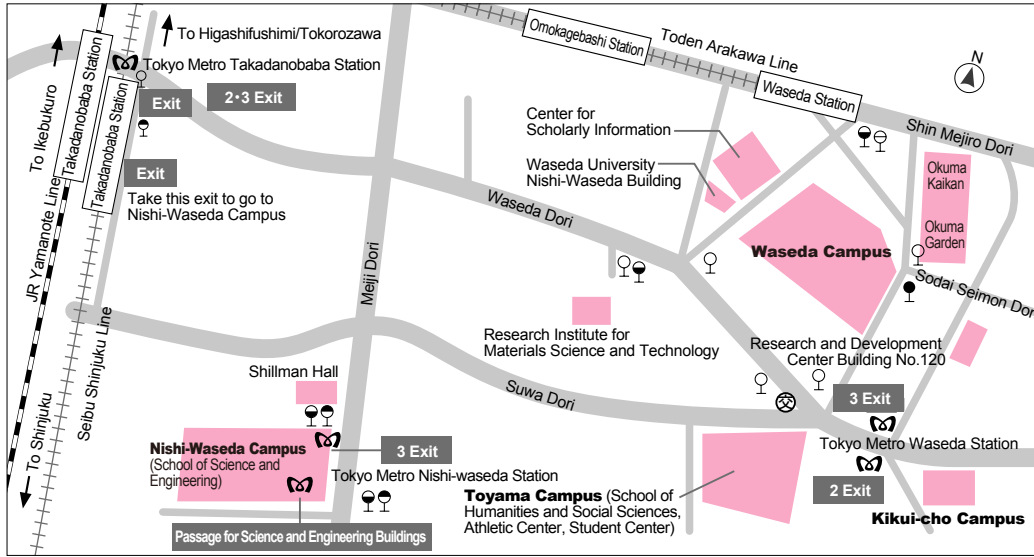 To Higashifushimi/Tokorozawa
Tokyo Metro Takadanobaba Station
To Ikebukuro
Takadanobaba Station
Takadanobaba Station
Exit
2・3 Exit
Exit
Take this exit to go to
Nishi-Waseda Campus
JR Yamanote Line
Seibu Shinjuku Line
To Shinjuku
Omokagebashi Station
Toden Arakawa Line
Waseda Station
N
Shin Mejiro Dori
Center for
Scholarly Information
Waseda University
Nishi-Waseda Building
Okuma
Kaikan
Okuma
Garden
Waseda Dori
Waseda Campus
Meiji Dori
Sodai Seimon Dori
Research Institute for
Materials Science and Technology
Research and Development
Center Building No.120
Shillman Hall
Suwa Dori
3 Exit
Tokyo Metro Waseda Station
2 Exit
Nishi-Waseda Campus
(School of Science and
Engineering)
3 Exit
Tokyo Metro Nishi-waseda Station
Passage for Science and Engineering Buildings
Toyama Campus (School of
Humanities and Social Sciences,
Athletic Center, Student Center)
Kikui-cho Campus